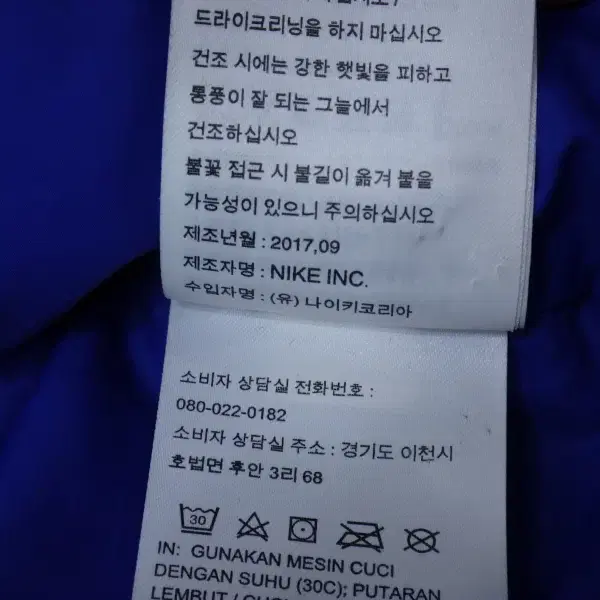 드라이크리닝을 하지 마십시오
건조 시에는 강한 햇빛을 피하고
통풍이 잘 되는 그늘에서
건조하십시오
불꽃 접근 시 불길이 옮겨 붙을
가능성이 있으니 주의하십시오
제조년월 : 2017,09
제조자명 : NIKE INC.
수입자명 : (유) 나이키코리아
소비자 상담실 전화번호 :
080-022-0182
소비자 상담실 주소 : 경기도 이천시
호법면 후안 3리 68
30
IN: GUNAKAN MESIN CUCI
DENGAN SUHU (30C); PUTARAN
LEMBUT /